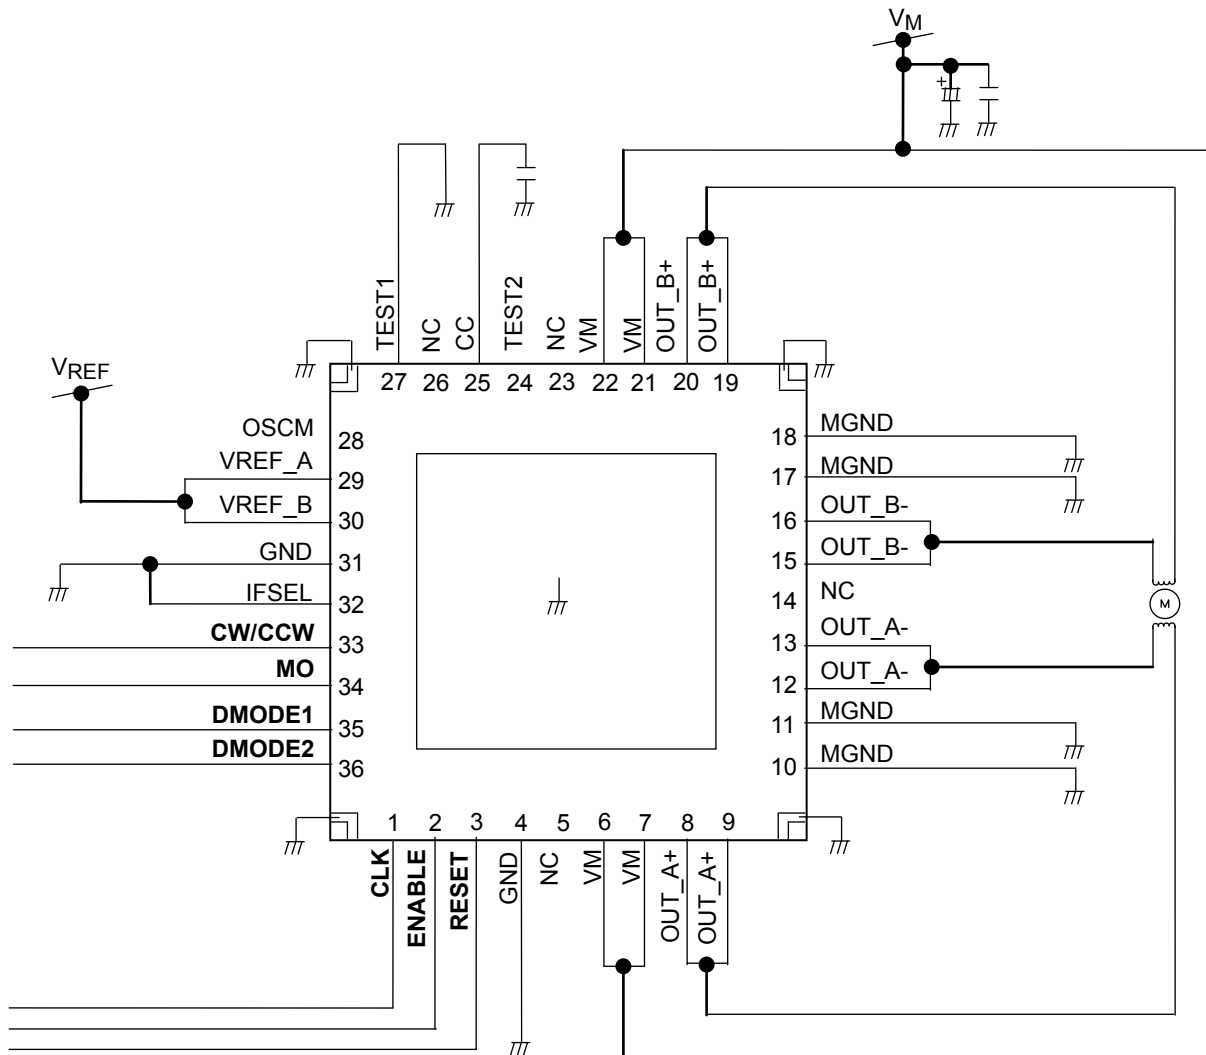 VM
+
TEST1
NC
CC
TEST2
NC
VM
VM
OUT_B+
OUT_B+
27
26
25
24
23
22
21
20
19
VREF
OSCM
28
VREF_A
29
VREF_B
30
GND
31
IFSEL
32
CW/CCW
33
MO
34
DMODE1
35
DMODE2
36
18
MGND
17
MGND
16
OUT_B-
15
OUT_B-
14
NC
13
OUT_A-
12
OUT_A-
11
MGND
10
MGND
M
1
2
3
4
5
6
7
8
9
CLK
ENABLE
RESET
GND
NC
VM
VM
OUT_A+
OUT_A+